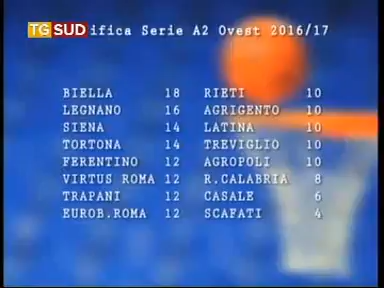 TG SUD ifica Serie A2 Ovest 2016/17
BIELLA 18 RIETI 10
LEGNANO 16 AGRIGENTO 10
SIENA 14 LATINA 10
TORTONA 14 TREVIGLIO 10
FERENTINO 12 AGROPOLI 10
VIRTUS ROMA 12 R.CALABRIA 8
TRAPANI 12 CASALE 6
EUROB.ROMA 12 SCAFATI 4